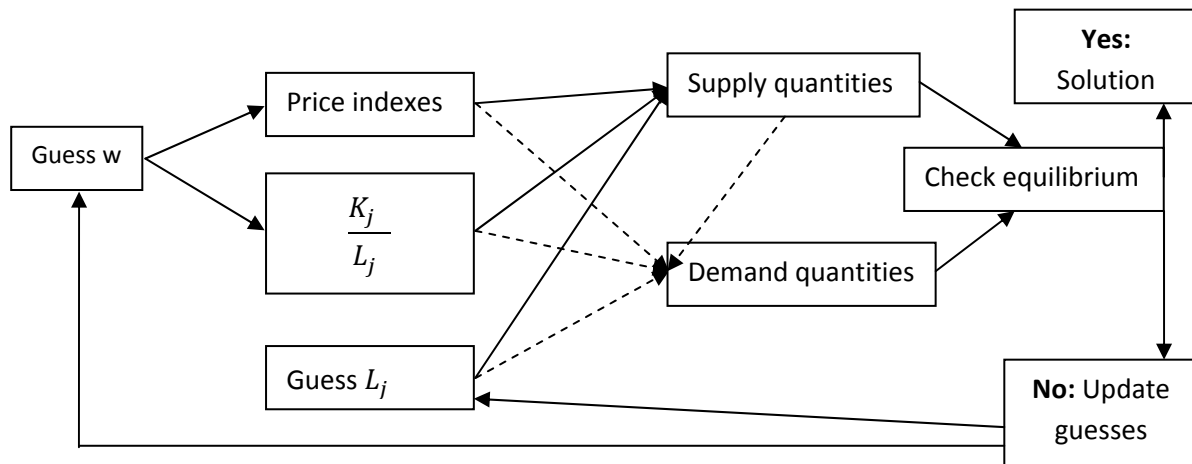 Yes:
Solution
Supply quantities
Price indexes
Guess w
Check equilibrium
K_j
L_j
Demand quantities
Guess L_j
No: Update
guesses